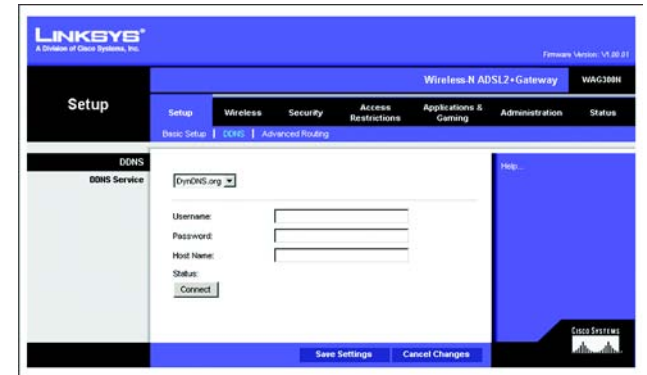 LINKSYS®
A Division of Cisco Systems, Inc.
Firmware Version: V1.00.01
Wireless-N ADSL2+Gateway WAG300N
Setup
Setup Wireless Security Access Restrictions Applications & Gaming Administration Status
Basic Setup | DDNS | Advanced Routing
DDNS
DDNS Service
DynDNS.org
Help...
Username:
Password:
Host Name:
Status:
Connect
Save Settings Cancel Changes
CISCO SYSTEMS